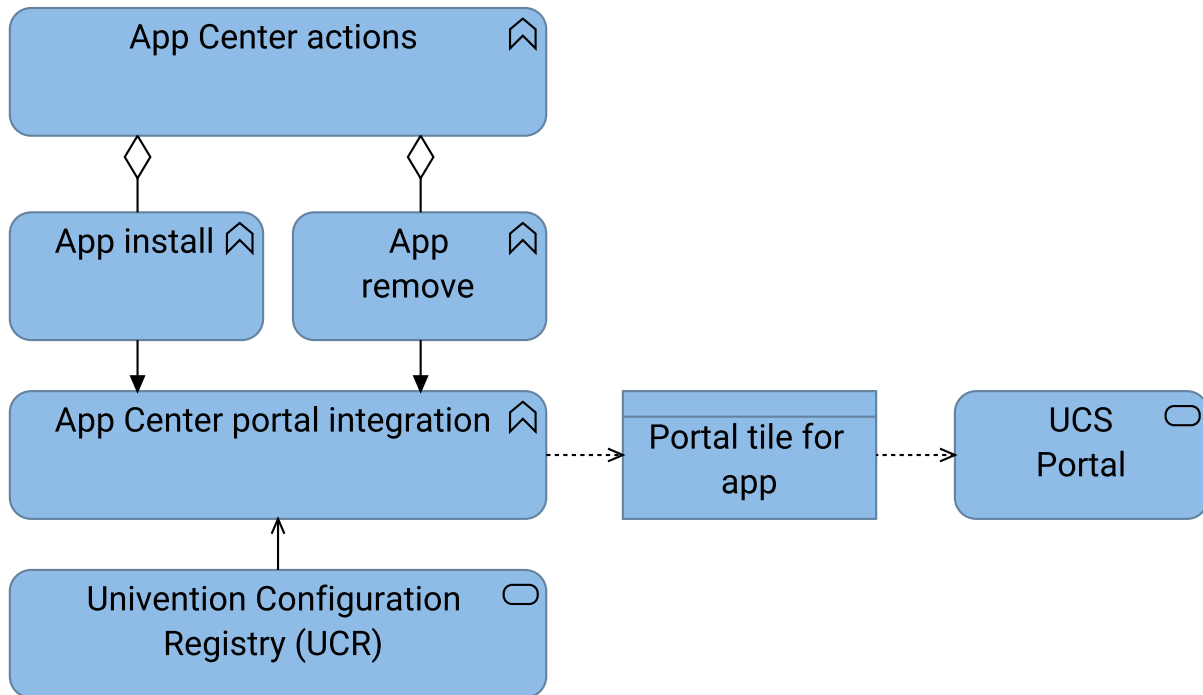 App Center actions
App install
App
remove
App Center portal integration
Portal tile for
app
UCS
Portal
Univention Configuration
Registry (UCR)